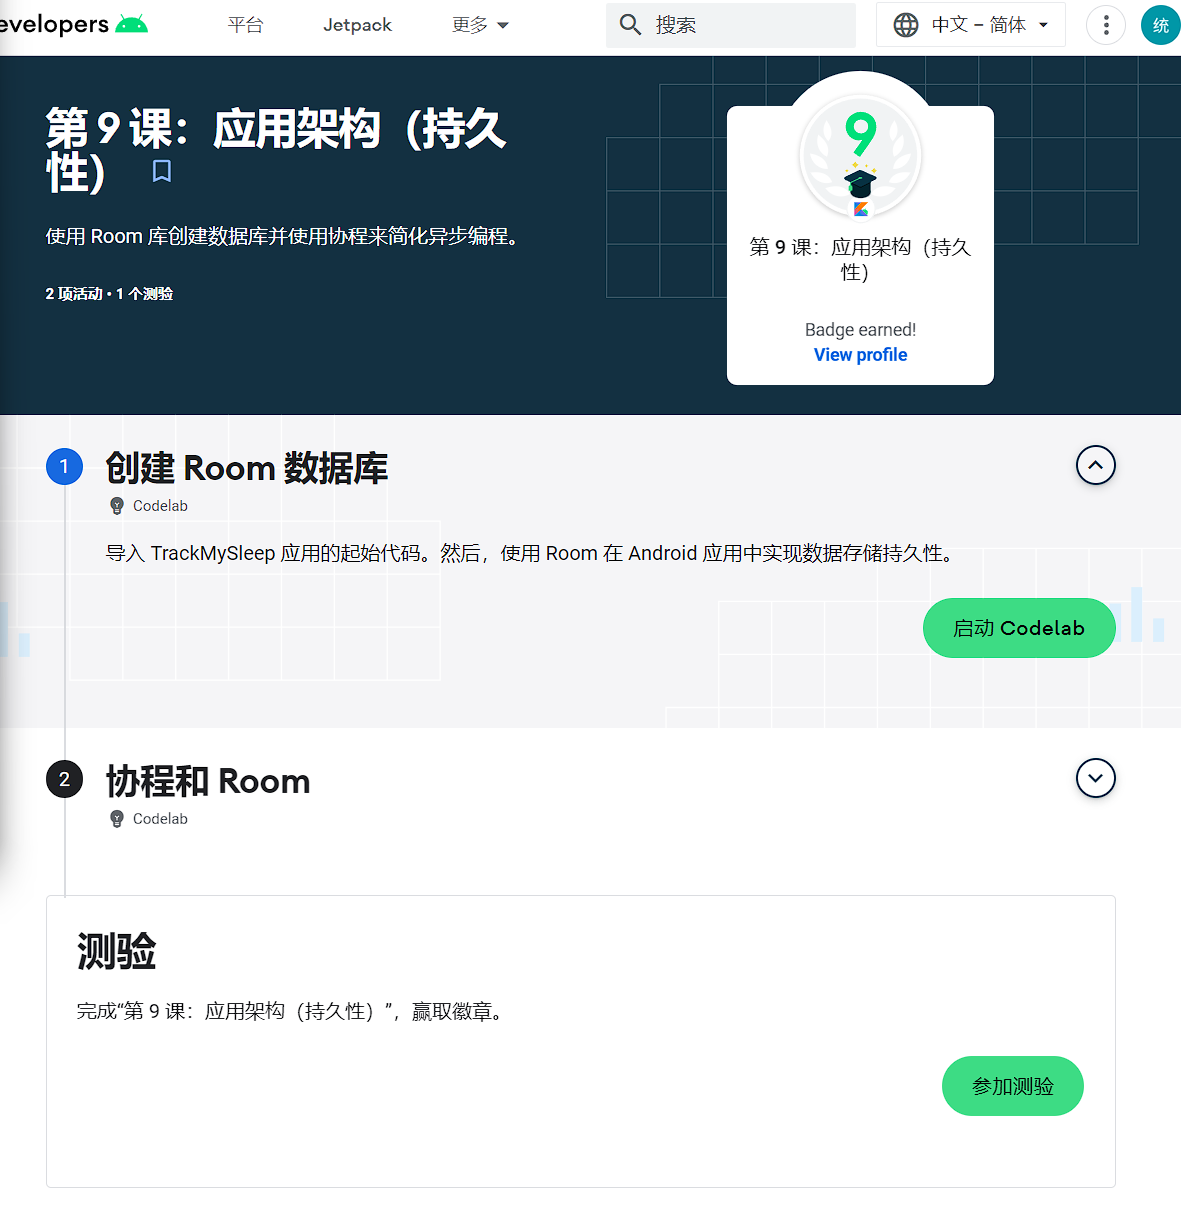 evelopers
平台
Jetpack
更多
搜索
中文 – 简体
统
第 9 课：应用架构（持久
性）
使用 Room 库创建数据库并使用协程来简化异步编程。
2 项活动 • 1 个测验
9
第 9 课：应用架构（持久
性）
Badge earned!
View profile
1
创建 Room 数据库
Codelab
导入 TrackMySleep 应用的起始代码。然后，使用 Room 在 Android 应用中实现数据存储持久性。
启动 Codelab
2
协程和 Room
Codelab
测验
完成“第 9 课：应用架构（持久性）”，赢取徽章。
参加测验